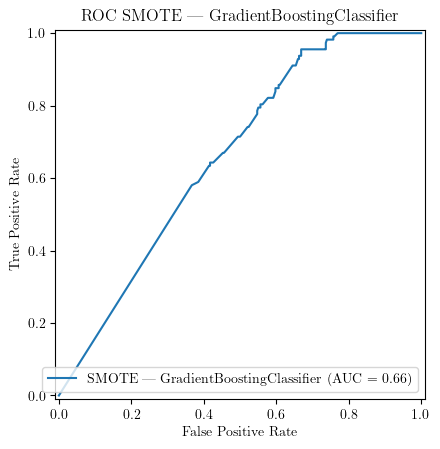 ROC SMOTE — GradientBoostingClassifier
1.0
0.8
0.6
0.4
0.2
0.0
True Positive Rate
SMOTE — GradientBoostingClassifier (AUC = 0.66)
0.0 0.2 0.4 0.6 0.8 1.0
False Positive Rate